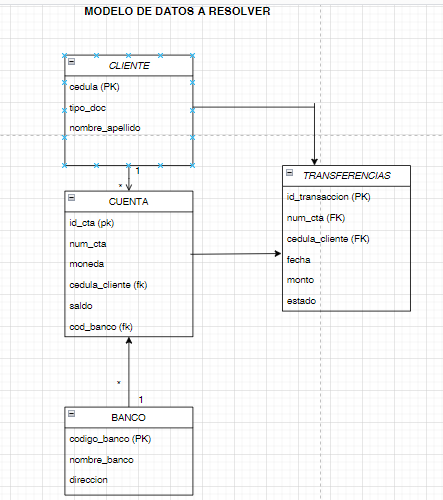 MODELO DE DATOS A RESOLVER
CLIENTE
cedula (PK)
tipo_doc
nombre_apellido
1
*
CUENTA
id_cta (pk)
num_cta
moneda
cedula_cliente (fk)
saldo
cod_banco (fk)
TRANSFERENCIAS
id_transaccion (PK)
num_cta (FK)
cedula_cliente (FK)
fecha
monto
estado
*
1
BANCO
codigo_banco (PK)
nombre_banco
direccion